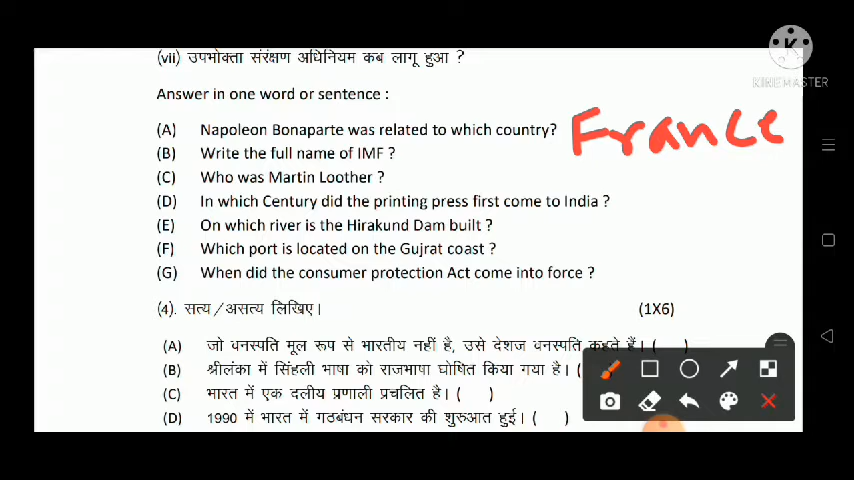 (vii) उपभोक्ता संरंक्षण अधिनियम कब लागू हुआ ?
KINEMASTER
Answer in one word or sentence :
(A) Napoleon Bonaparte was related to which country? France
(B) Write the full name of IMF ?
(C) Who was Martin Loother ?
(D) In which Century did the printing press first come to India ?
(E) On which river is the Hirakund Dam built ?
(F) Which port is located on the Gujrat coast ?
(G) When did the consumer protection Act come into force ?
(4). सत्य/असत्य लिखिए। (1X6)
(A) जो वनस्पति मूल रूप से भारतीय नहीं है, उसे देशज वनस्पति कहते हैं। ( )
(B) श्रीलंका में सिंहली भाषा को राजभाषा घोषित किया गया है। (
(C) भारत में एक दलीय प्रणाली प्रचलित है। ( )
(D) 1990 में भारत में गठबंधन सरकार की शुरुआत हुई। ( )